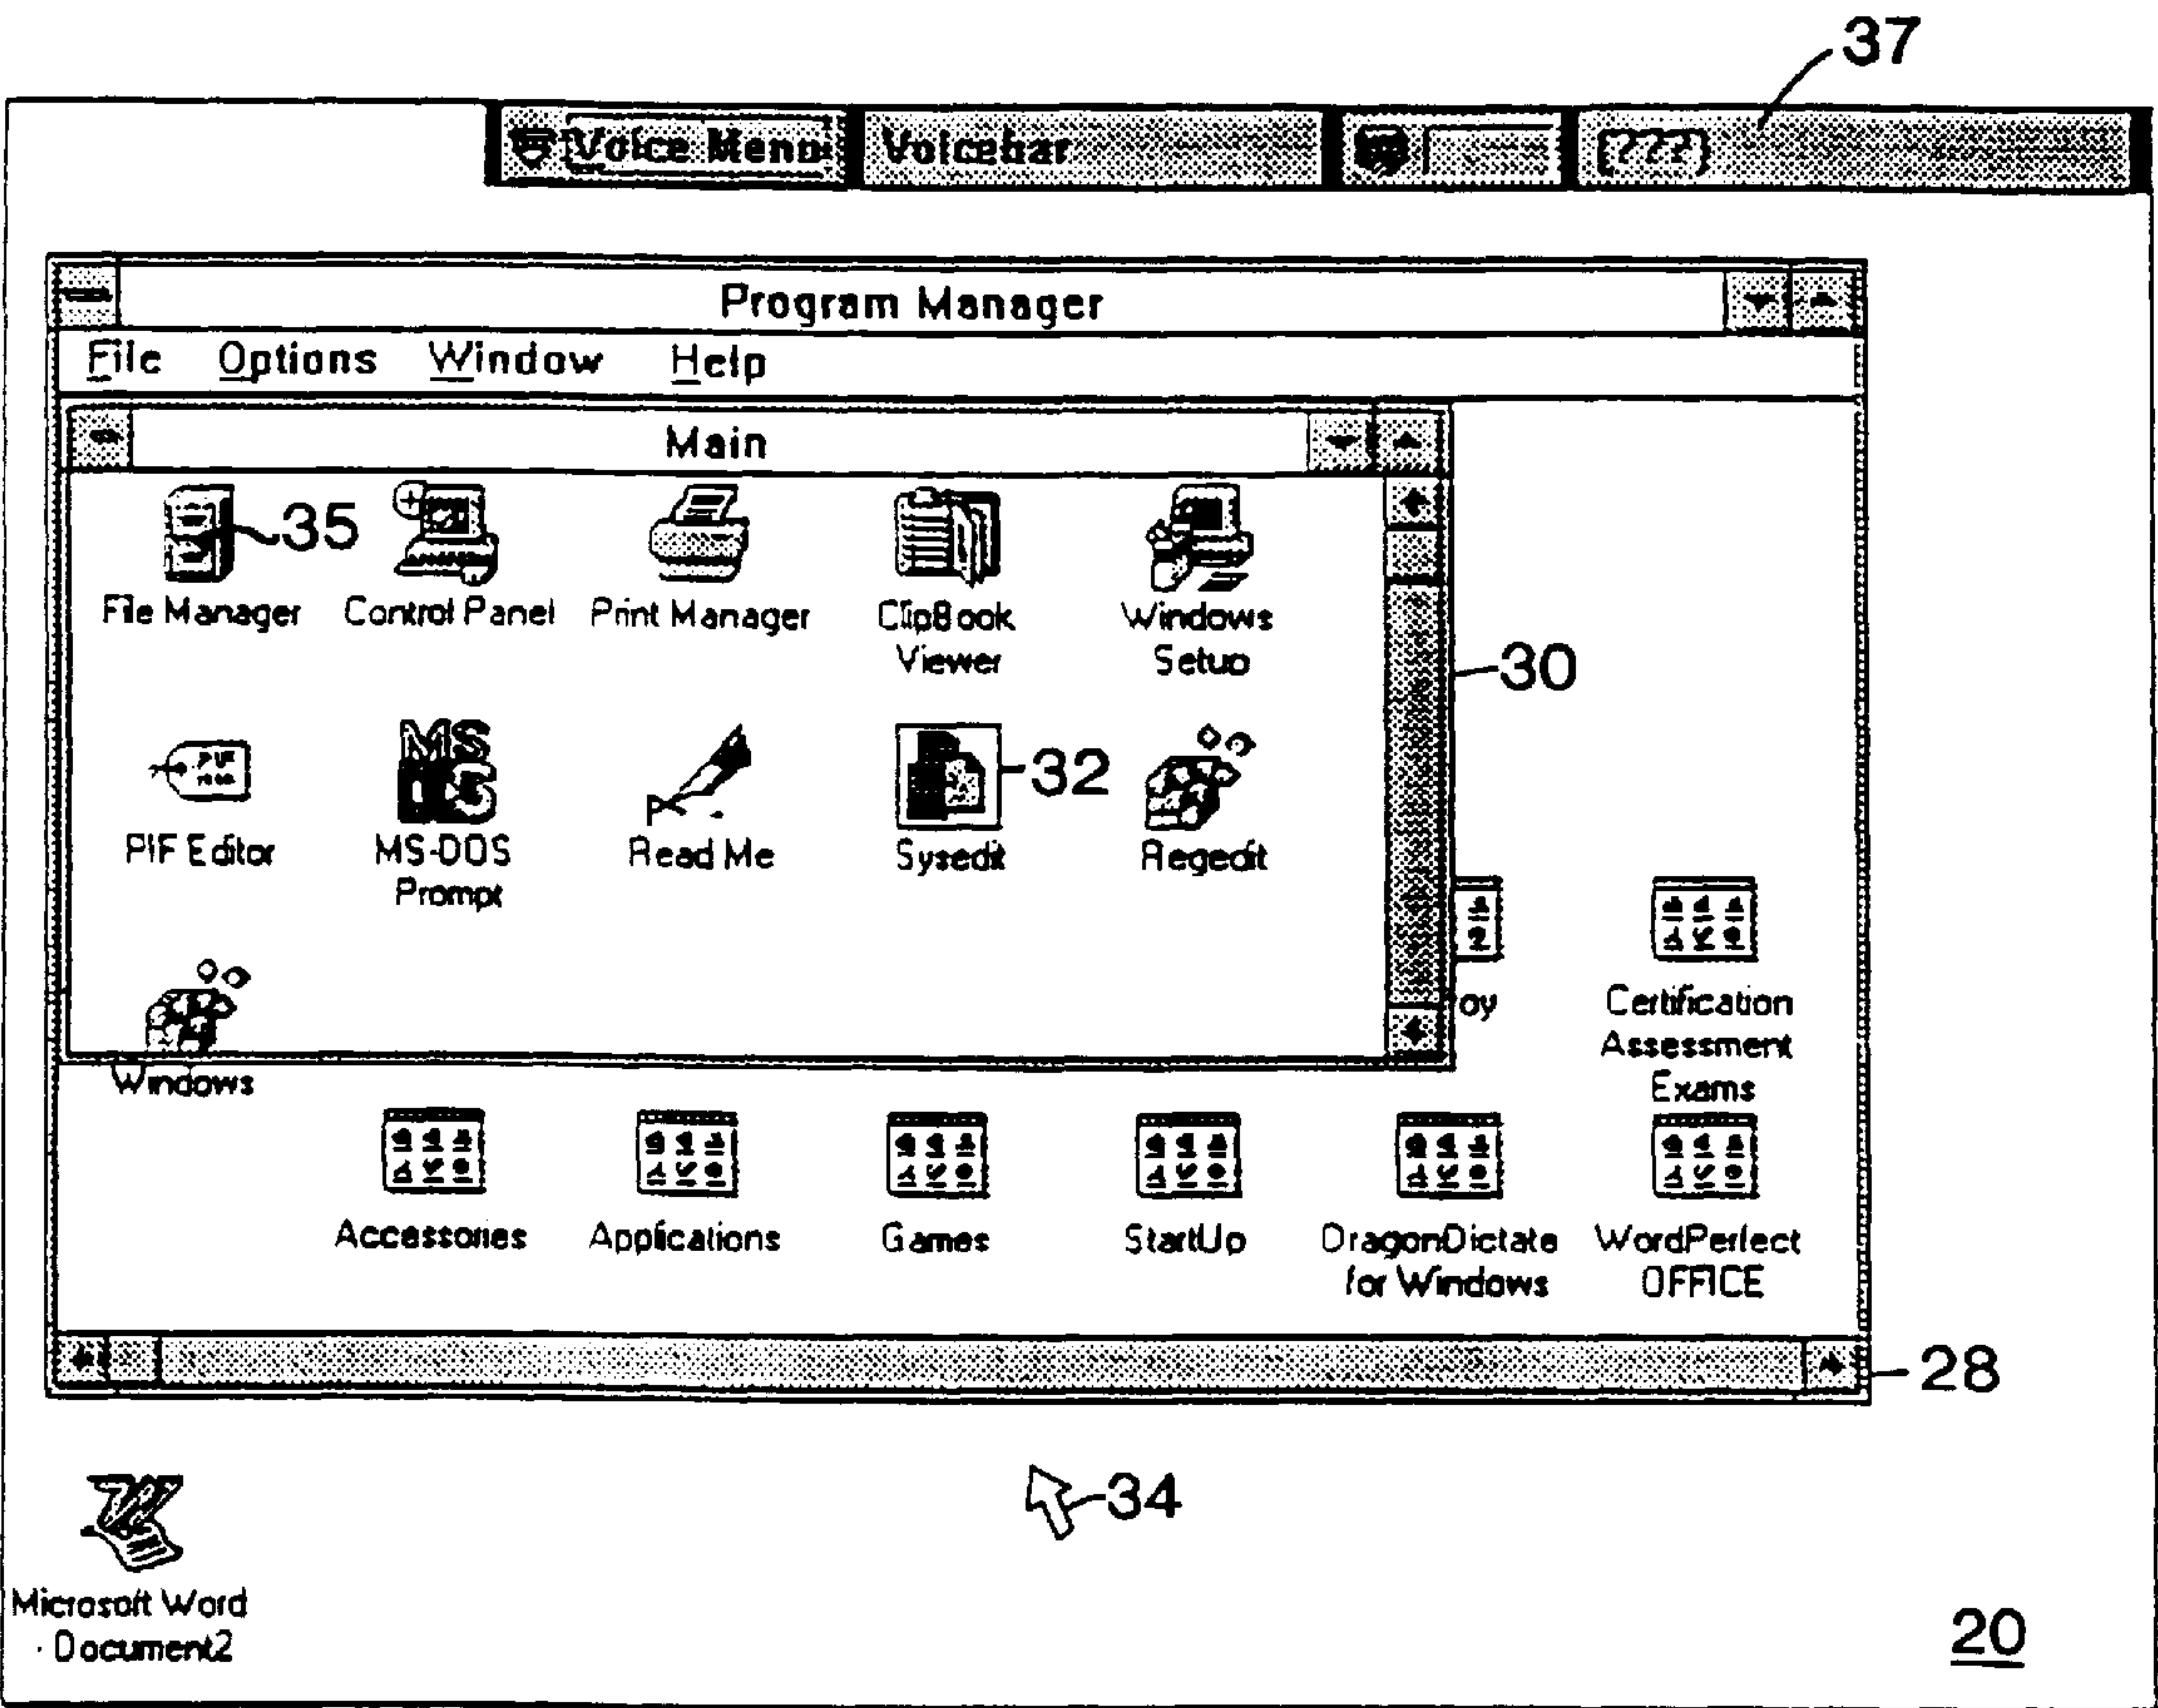 37
Voice Menu
Voicebar
[???]
Program Manager
File Options Window Help
Main
35
File Manager
Control Panel
Print Manager
ClipBook
Viewer
Windows
Setup
30
PIF Editor
MS-DOS
Prompt
Read Me
32
Sysedit
Regedit
oy
Certification
Assessment
Exams
Windows
Accessories
Applications
Games
StartUp
DragonDictate
for Windows
WordPerfect
OFFICE
28
34
Microsoft Word
- Document2
20